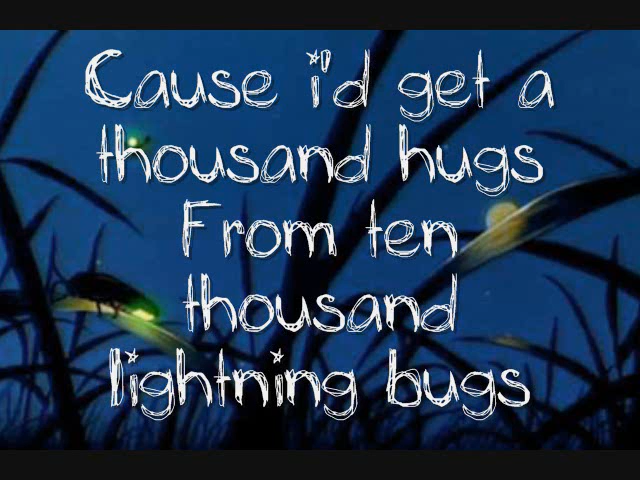 Cause i'd get a
thousand hugs
From ten
thousand
lightning bugs